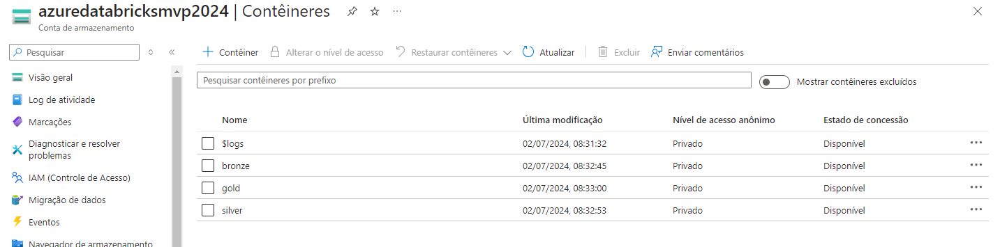 azuredatabricksmvp2024 | Contêineres
Conta de armazenamento
Pesquisar
Visão geral
Log de atividade
Marcações
Diagnosticar e resolver
problemas
IAM (Controle de Acesso)
Migração de dados
Eventos
Navegador de armazenamento
Contêiner Alterar o nível de acesso Restaurar contêineres Atualizar Excluir Enviar comentários
Pesquisar contêineres por prefixo
Mostrar contêineres excluídos
Nome Última modificação Nível de acesso anônimo Estado de concessão
$logs 02/07/2024, 08:31:32 Privado Disponível
bronze 02/07/2024, 08:32:45 Privado Disponível
gold 02/07/2024, 08:33:00 Privado Disponível
silver 02/07/2024, 08:32:53 Privado Disponível